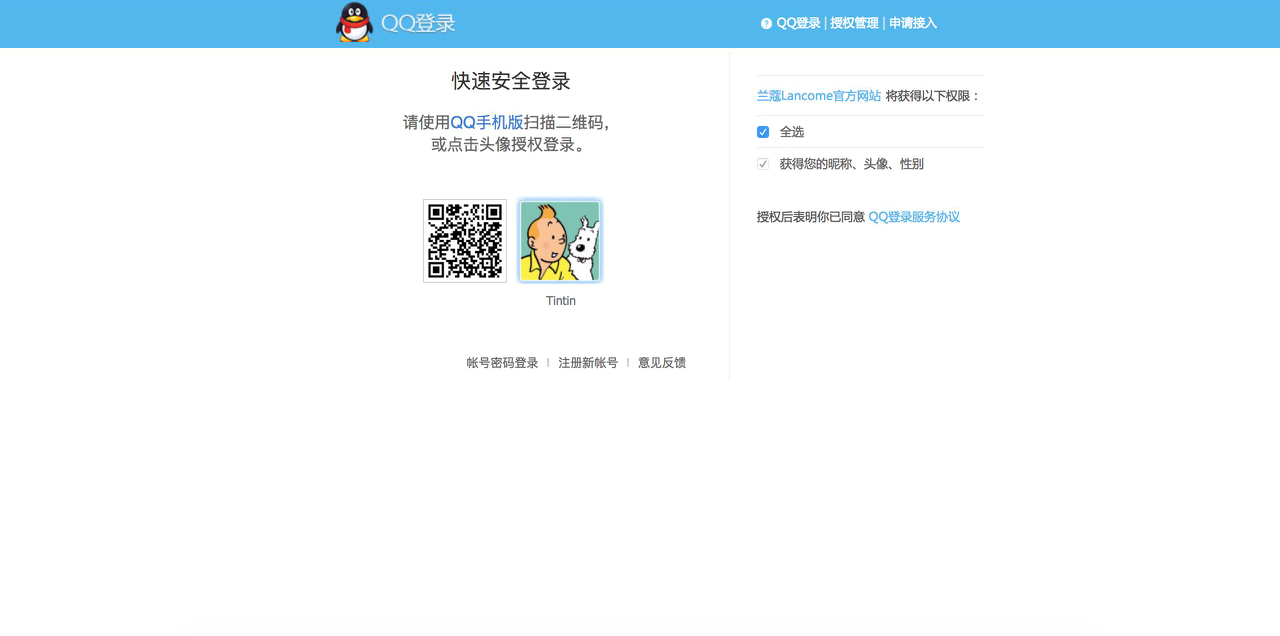 QQ登录
QQ登录 | 授权管理 | 申请接入
快速安全登录
请使用QQ手机版扫描二维码，
或点击头像授权登录。
Tintin
帐号密码登录 | 注册新帐号 | 意见反馈
兰蔻Lancome官方网站 将获得以下权限：
全选
获得您的昵称、头像、性别
授权后表明你已同意 QQ登录服务协议